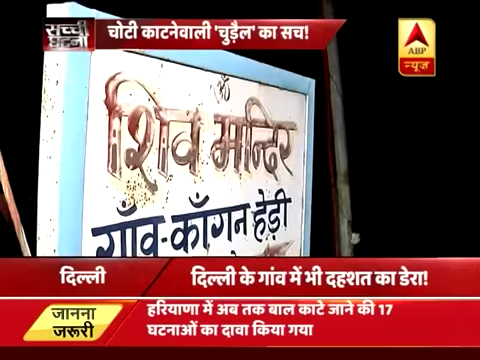 सच्ची
घटना
चोटी काटनेवाली 'चुड़ैल' का सच!
ABP
न्यूज़
ॐ
शिव मन्दिर
गाँव-काँगन हेड़ी
दिल्ली
दिल्ली के गांव में भी दहशत का डेरा!
जानना
जरूरी
हरियाणा में अब तक बाल काटे जाने की 17
घटनाओं का दावा किया गया